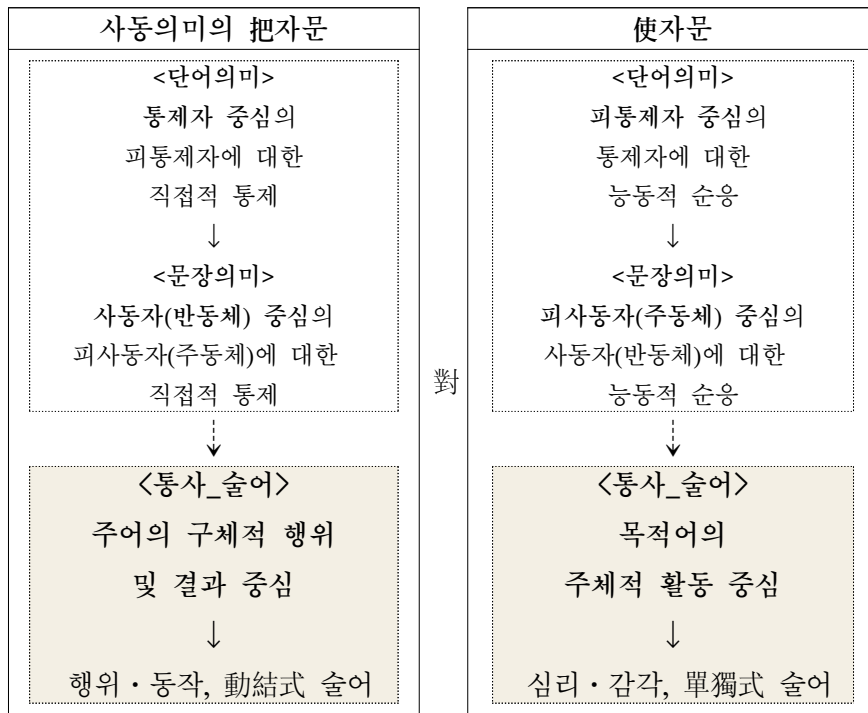 사동의미의 把자문
<단어의미>
통제자 중심의
피통제자에 대한
직접적 통제
↓
<문장의미>
사동자(반동체) 중심의
피사동자(주동체)에 대한
직접적 통제
<통사_술어>
주어의 구체적 행위
및 결과 중심
↓
행위・동작, 動結式 술어
對
使자문
<단어의미>
피통제자 중심의
통제자에 대한
능동적 순응
↓
<문장의미>
피사동자(주동체) 중심의
사동자(반동체)에 대한
능동적 순응
<통사_술어>
목적어의
주체적 활동 중심
↓
심리・감각, 單獨式 술어